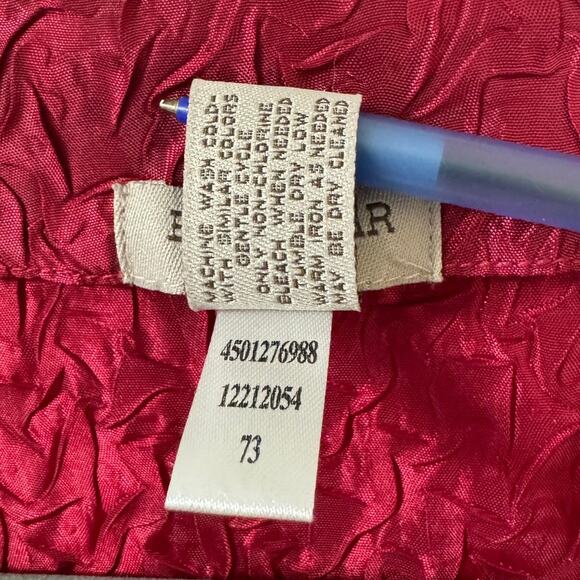 MACHINE WASH COLD-
WITH SIMILAR COLORS
GENTLE CYCLE
ONLY NON-CHLORINE
BLEACH WHEN NEEDED
TUMBLE DRY LOW
WARM IRON AS NEEDED
MAY BE DRY CLEANED
4501276988
12212054
73